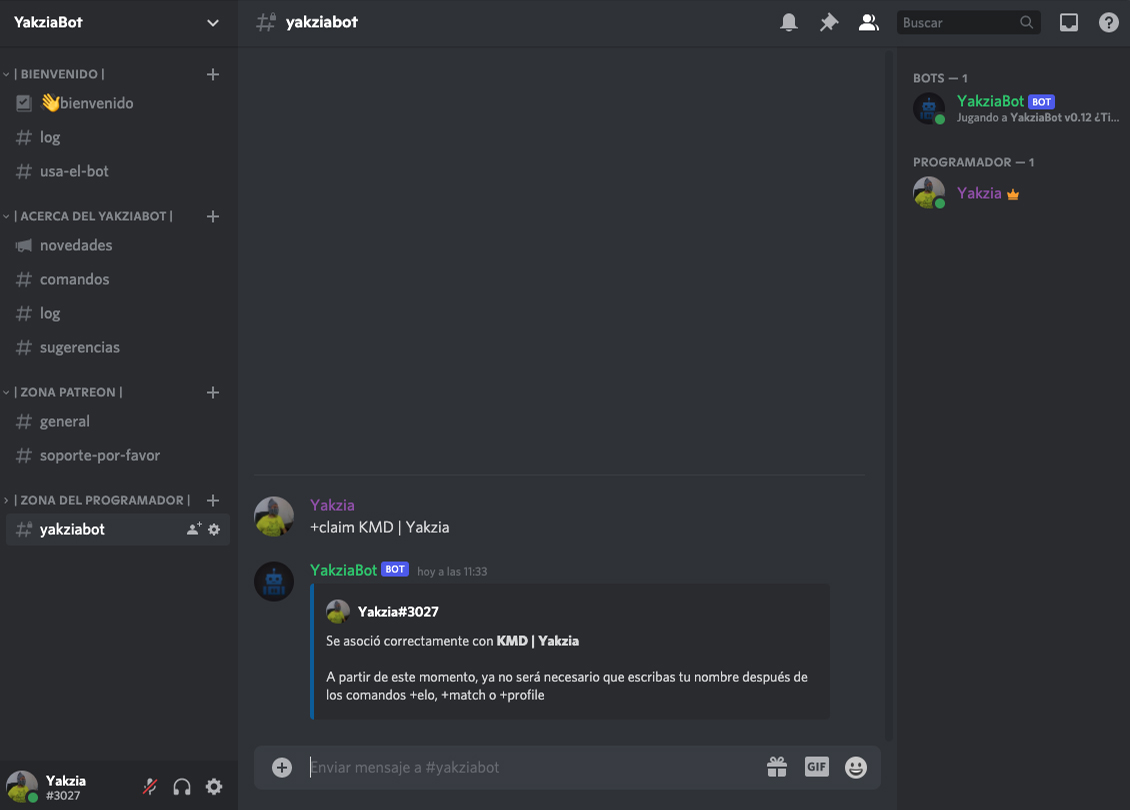 YakziaBot
| BIENVENIDO |
👋bienvenido
log
usa-el-bot
| ACERCA DEL YAKZIABOT |
novedades
comandos
log
sugerencias
| ZONA PATREON |
general
soporte-por-favor
| ZONA DEL PROGRAMADOR |
yakziabot
Yakzia
#3027
yakziabot
Buscar
Yakzia
+claim KMD | Yakzia
YakziaBot BOT hoy a las 11:33
Yakzia#3027
Se asoció correctamente con KMD | Yakzia
A partir de este momento, ya no será necesario que escribas tu nombre después de
los comandos +elo, +match o +profile
Enviar mensaje a #yakziabot
GIF
BOTS — 1
YakziaBot BOT
Jugando a YakziaBot v0.12 ¿Ti...
PROGRAMADOR — 1
Yakzia